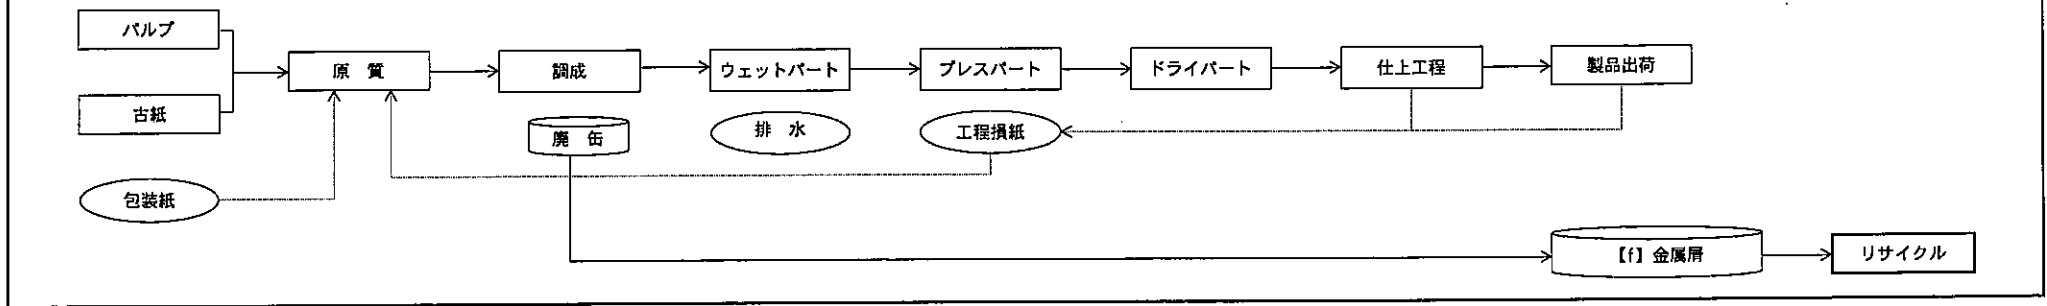 パルプ
原　質
調成
ウェットパート
プレスパート
ドライパート
仕上工程
製品出荷
古紙
廃　缶
排　水
工程損紙
包装紙
【f】金属屑
リサイクル